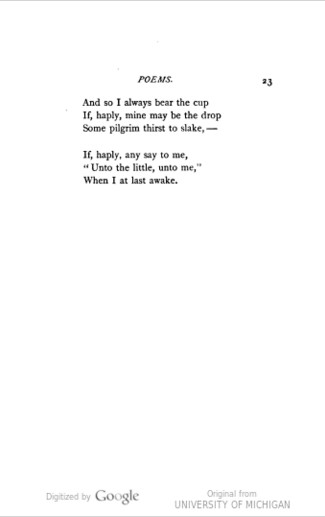 POEMS. 23
And so I always bear the cup
If, haply, mine may be the drop
Some pilgrim thirst to slake,—
If, haply, any say to me,
"Unto the little, unto me,"
When I at last awake.
Digitized by Google
Original from
UNIVERSITY OF MICHIGAN